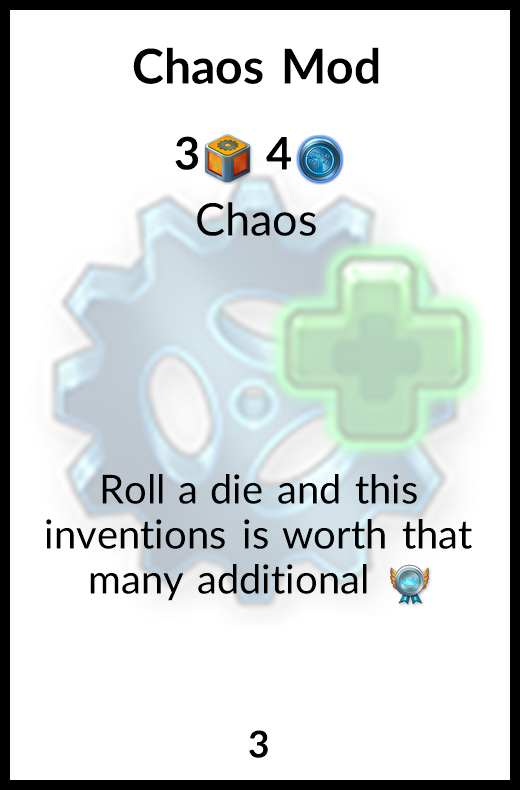 Chaos Mod
3 4
Chaos
Roll a die and this
inventions is worth that
many additional
3